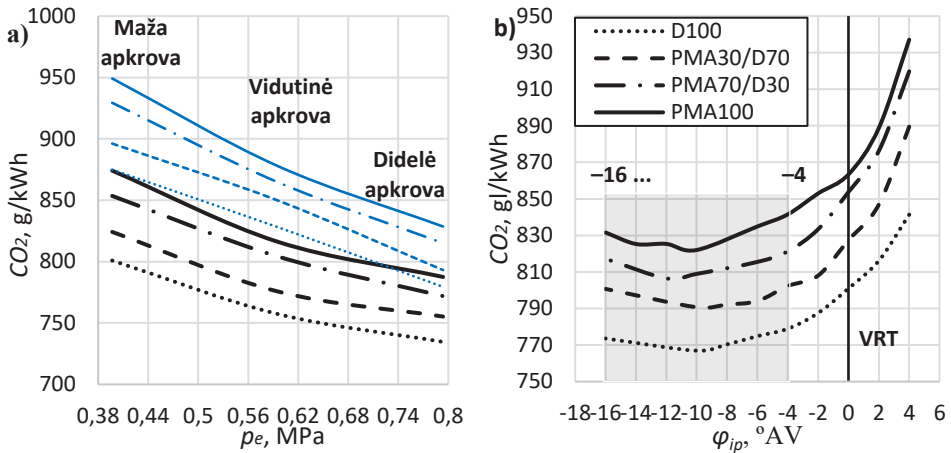 a)
CO2, g/kWh
1000
950
900
850
800
750
700
Maža
apkrova
Vidutinė
apkrova
Didelė
apkrova
0,38 0,44 0,5 0,56 0,62 0,68 0,74 0,8
pe, MPa
b)
CO2, gl/kWh
950
930
910
890
870
850
830
810
790
770
750
D100
PMA30/D70
PMA70/D30
PMA100
–16 ...
–4
VRT
-18 -16 -14 -12 -10 -8 -6 -4 -2 0 2 4 6
φip, ºAV